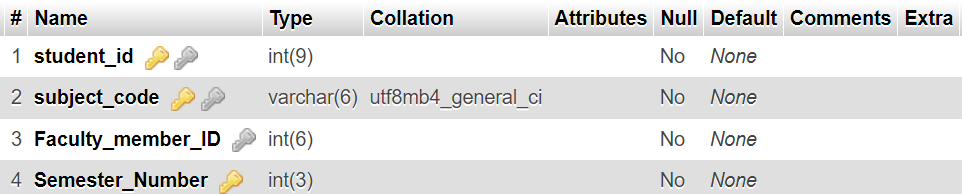 # Name Type Collation Attributes Null Default Comments Extra
1 student_id int(9) No None
2 subject_code varchar(6) utf8mb4_general_ci No None
3 Faculty_member_ID int(6) No None
4 Semester_Number int(3) No None